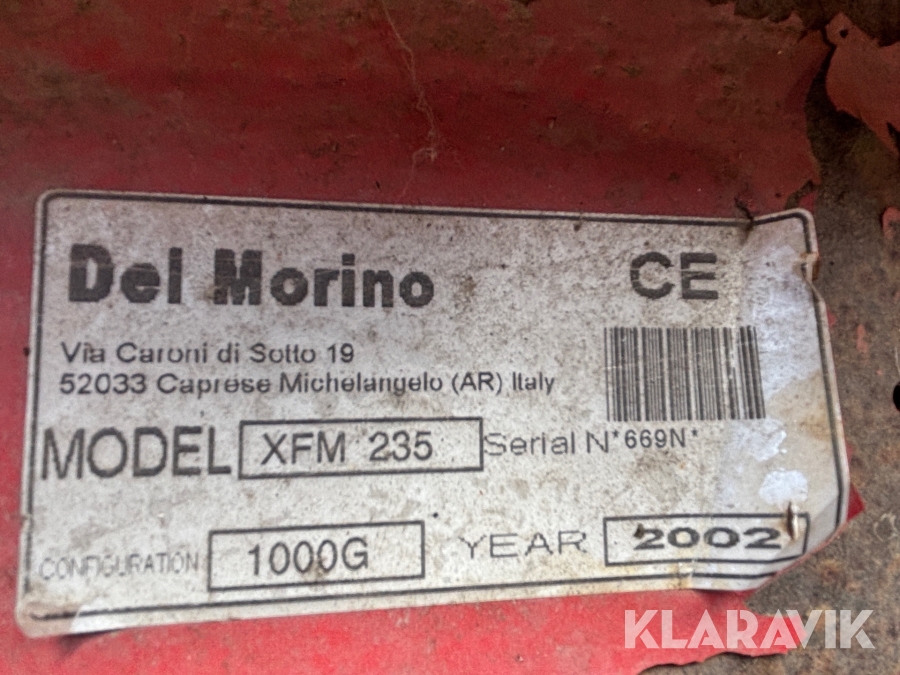 Del Morino CE
Via Caroni di Sotto 19
52033 Caprese Michelangelo (AR) Italy
MODEL XFM 235 Serial N *669N*
CONFIGURATION 1000G YEAR 2002
KLARAVIK